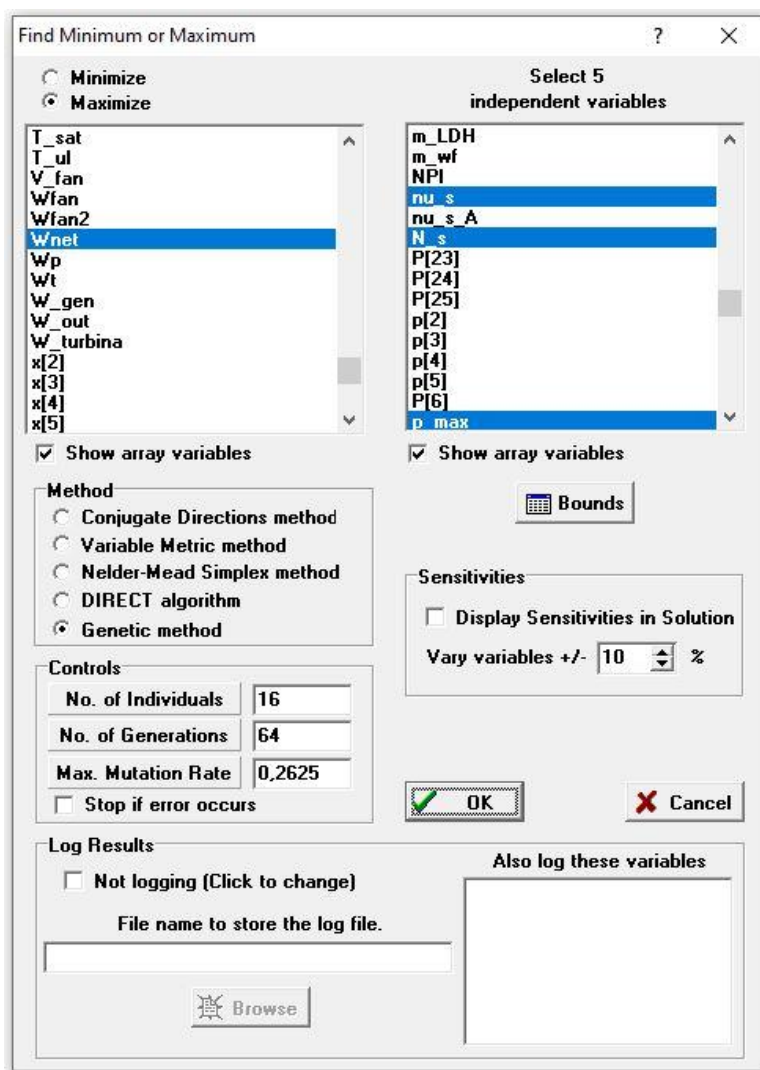 Find Minimum or Maximum
Minimize
Maximize
T_sat
T_ul
V_fan
Wfan
Wfan2
Wnet
Wp
Wt
W_gen
W_out
W_turbina
x[2]
x[3]
x[4]
x[5]
Show array variables
Select 5
independent variables
m_LDH
m_wf
NPI
nu_s
nu_s_A
N_s
P[23]
P[24]
P[25]
p[2]
p[3]
p[4]
p[5]
P[6]
p_max
Show array variables
Bounds
Method
Conjugate Directions method
Variable Metric method
Nelder-Mead Simplex method
DIRECT algorithm
Genetic method
Sensitivities
Display Sensitivities in Solution
Vary variables +/- 10 %
Controls
No. of Individuals 16
No. of Generations 64
Max. Mutation Rate 0,2625
Stop if error occurs
OK
Cancel
Log Results
Not logging (Click to change)
File name to store the log file.
Browse
Also log these variables